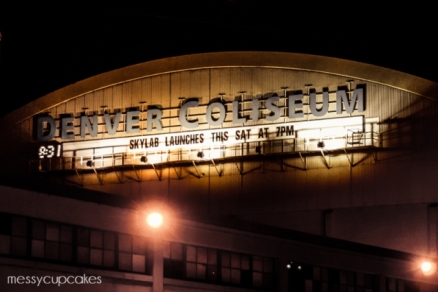 DENVER COLISEUM
SKYLAB LAUNCHES THIS SAT AT 7PM
messycupcakes